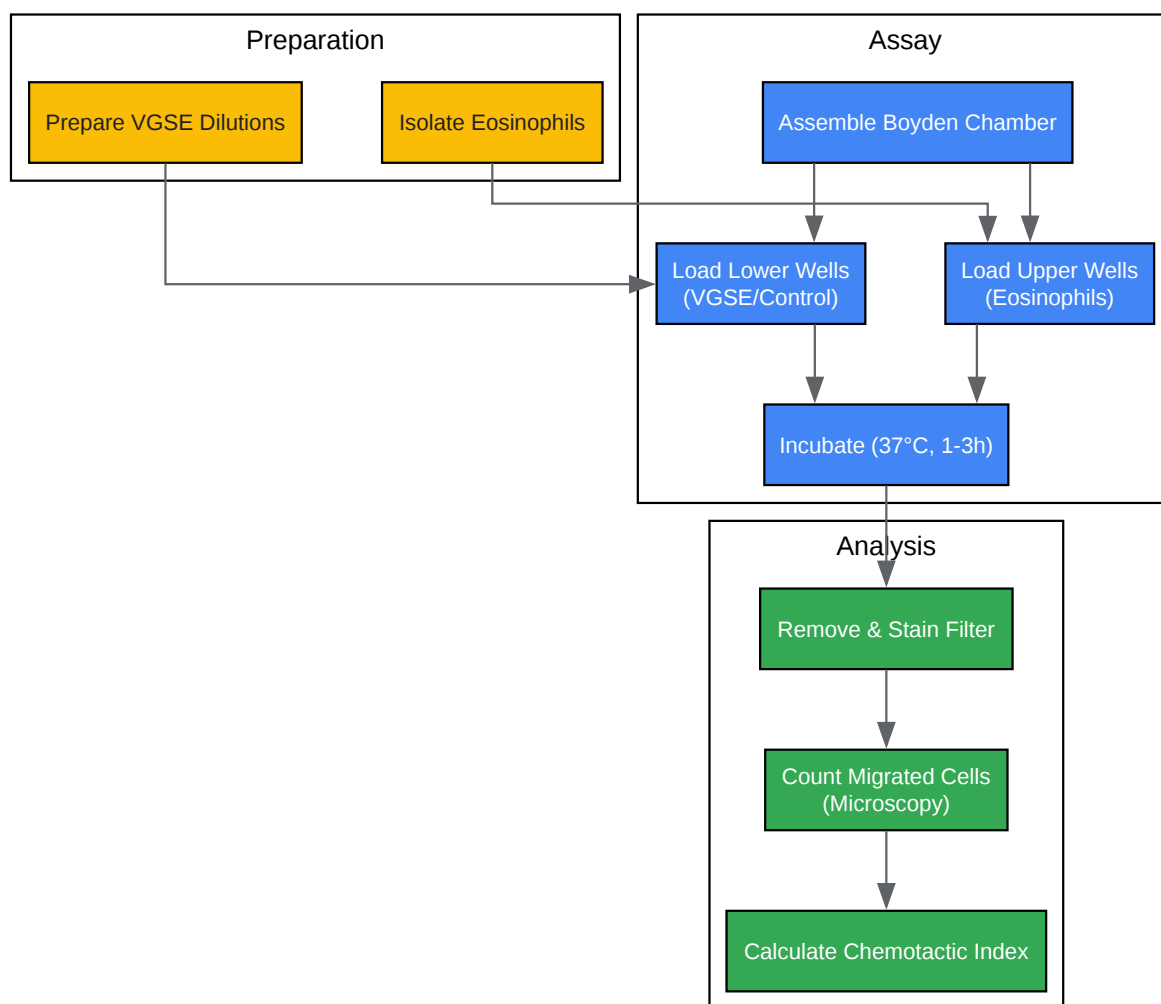 Preparation
Prepare VGSE Dilutions
Isolate Eosinophils
Assay
Assemble Boyden Chamber
Load Lower Wells
(VGSE/Control)
Load Upper Wells
(Eosinophils)
Incubate (37°C, 1-3h)
Analysis
Remove & Stain Filter
Count Migrated Cells
(Microscopy)
Calculate Chemotactic Index